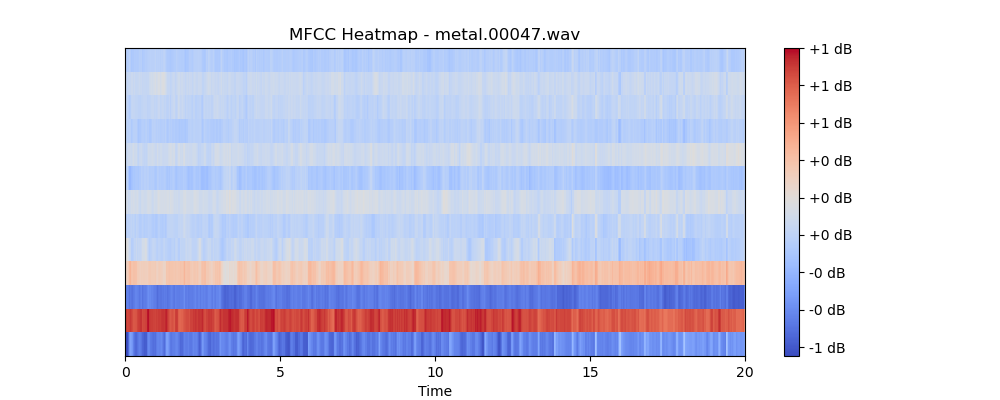 MFCC Heatmap - metal.00047.wav
+1 dB
+1 dB
+1 dB
+0 dB
+0 dB
+0 dB
-0 dB
-0 dB
-1 dB
0 5 10 15 20
Time